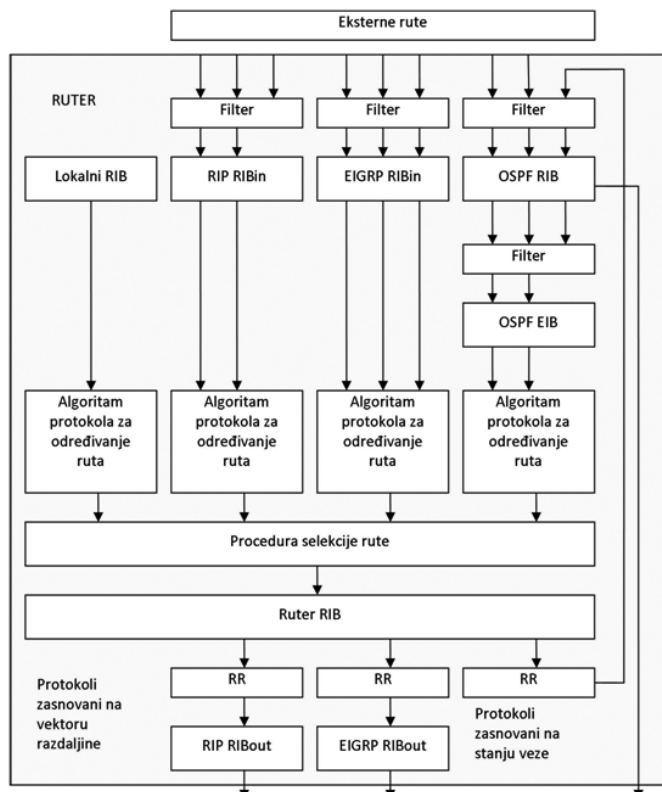 Eksterne rute
RUTER
Filter
Filter
Filter
Lokalni RIB
RIP RIBin
EIGRP RIBin
OSPF RIB
Filter
OSPF EIB
Algoritam
protokola za
određivanje
ruta
Algoritam
protokola za
određivanje
ruta
Algoritam
protokola za
određivanje
ruta
Algoritam
protokola za
određivanje
ruta
Procedura selekcije rute
Ruter RIB
RR
RR
RR
Protokoli
zasnovani na
vektoru
razdaljine
RIP RIBout
EIGRP RIBout
Protokoli
zasnovani na
stanju veze